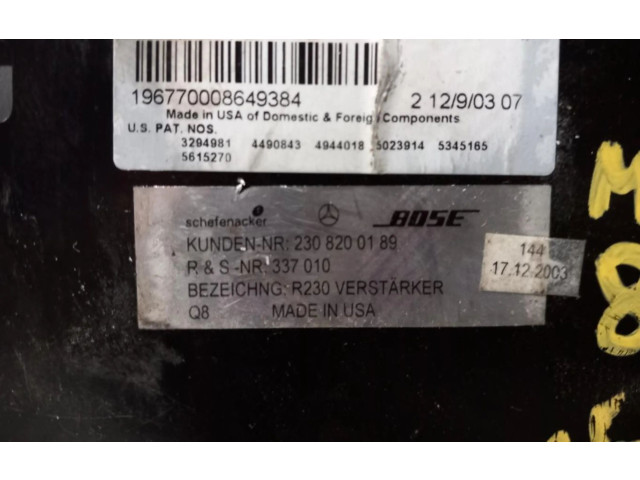 196770008649384 2 12/9/03 07
Made in USA of Domestic & Foreign Components
U.S. PAT. NOS.
3294981 4490843 4944018 5023914 5345165
5615270
schefenacker BOSE
KUNDEN-NR: 230 820 01 89
R & S -NR: 337 010
BEZEICHNG: R230 VERSTÄRKER
Q8 MADE IN USA
144
17.12.2003
M
8